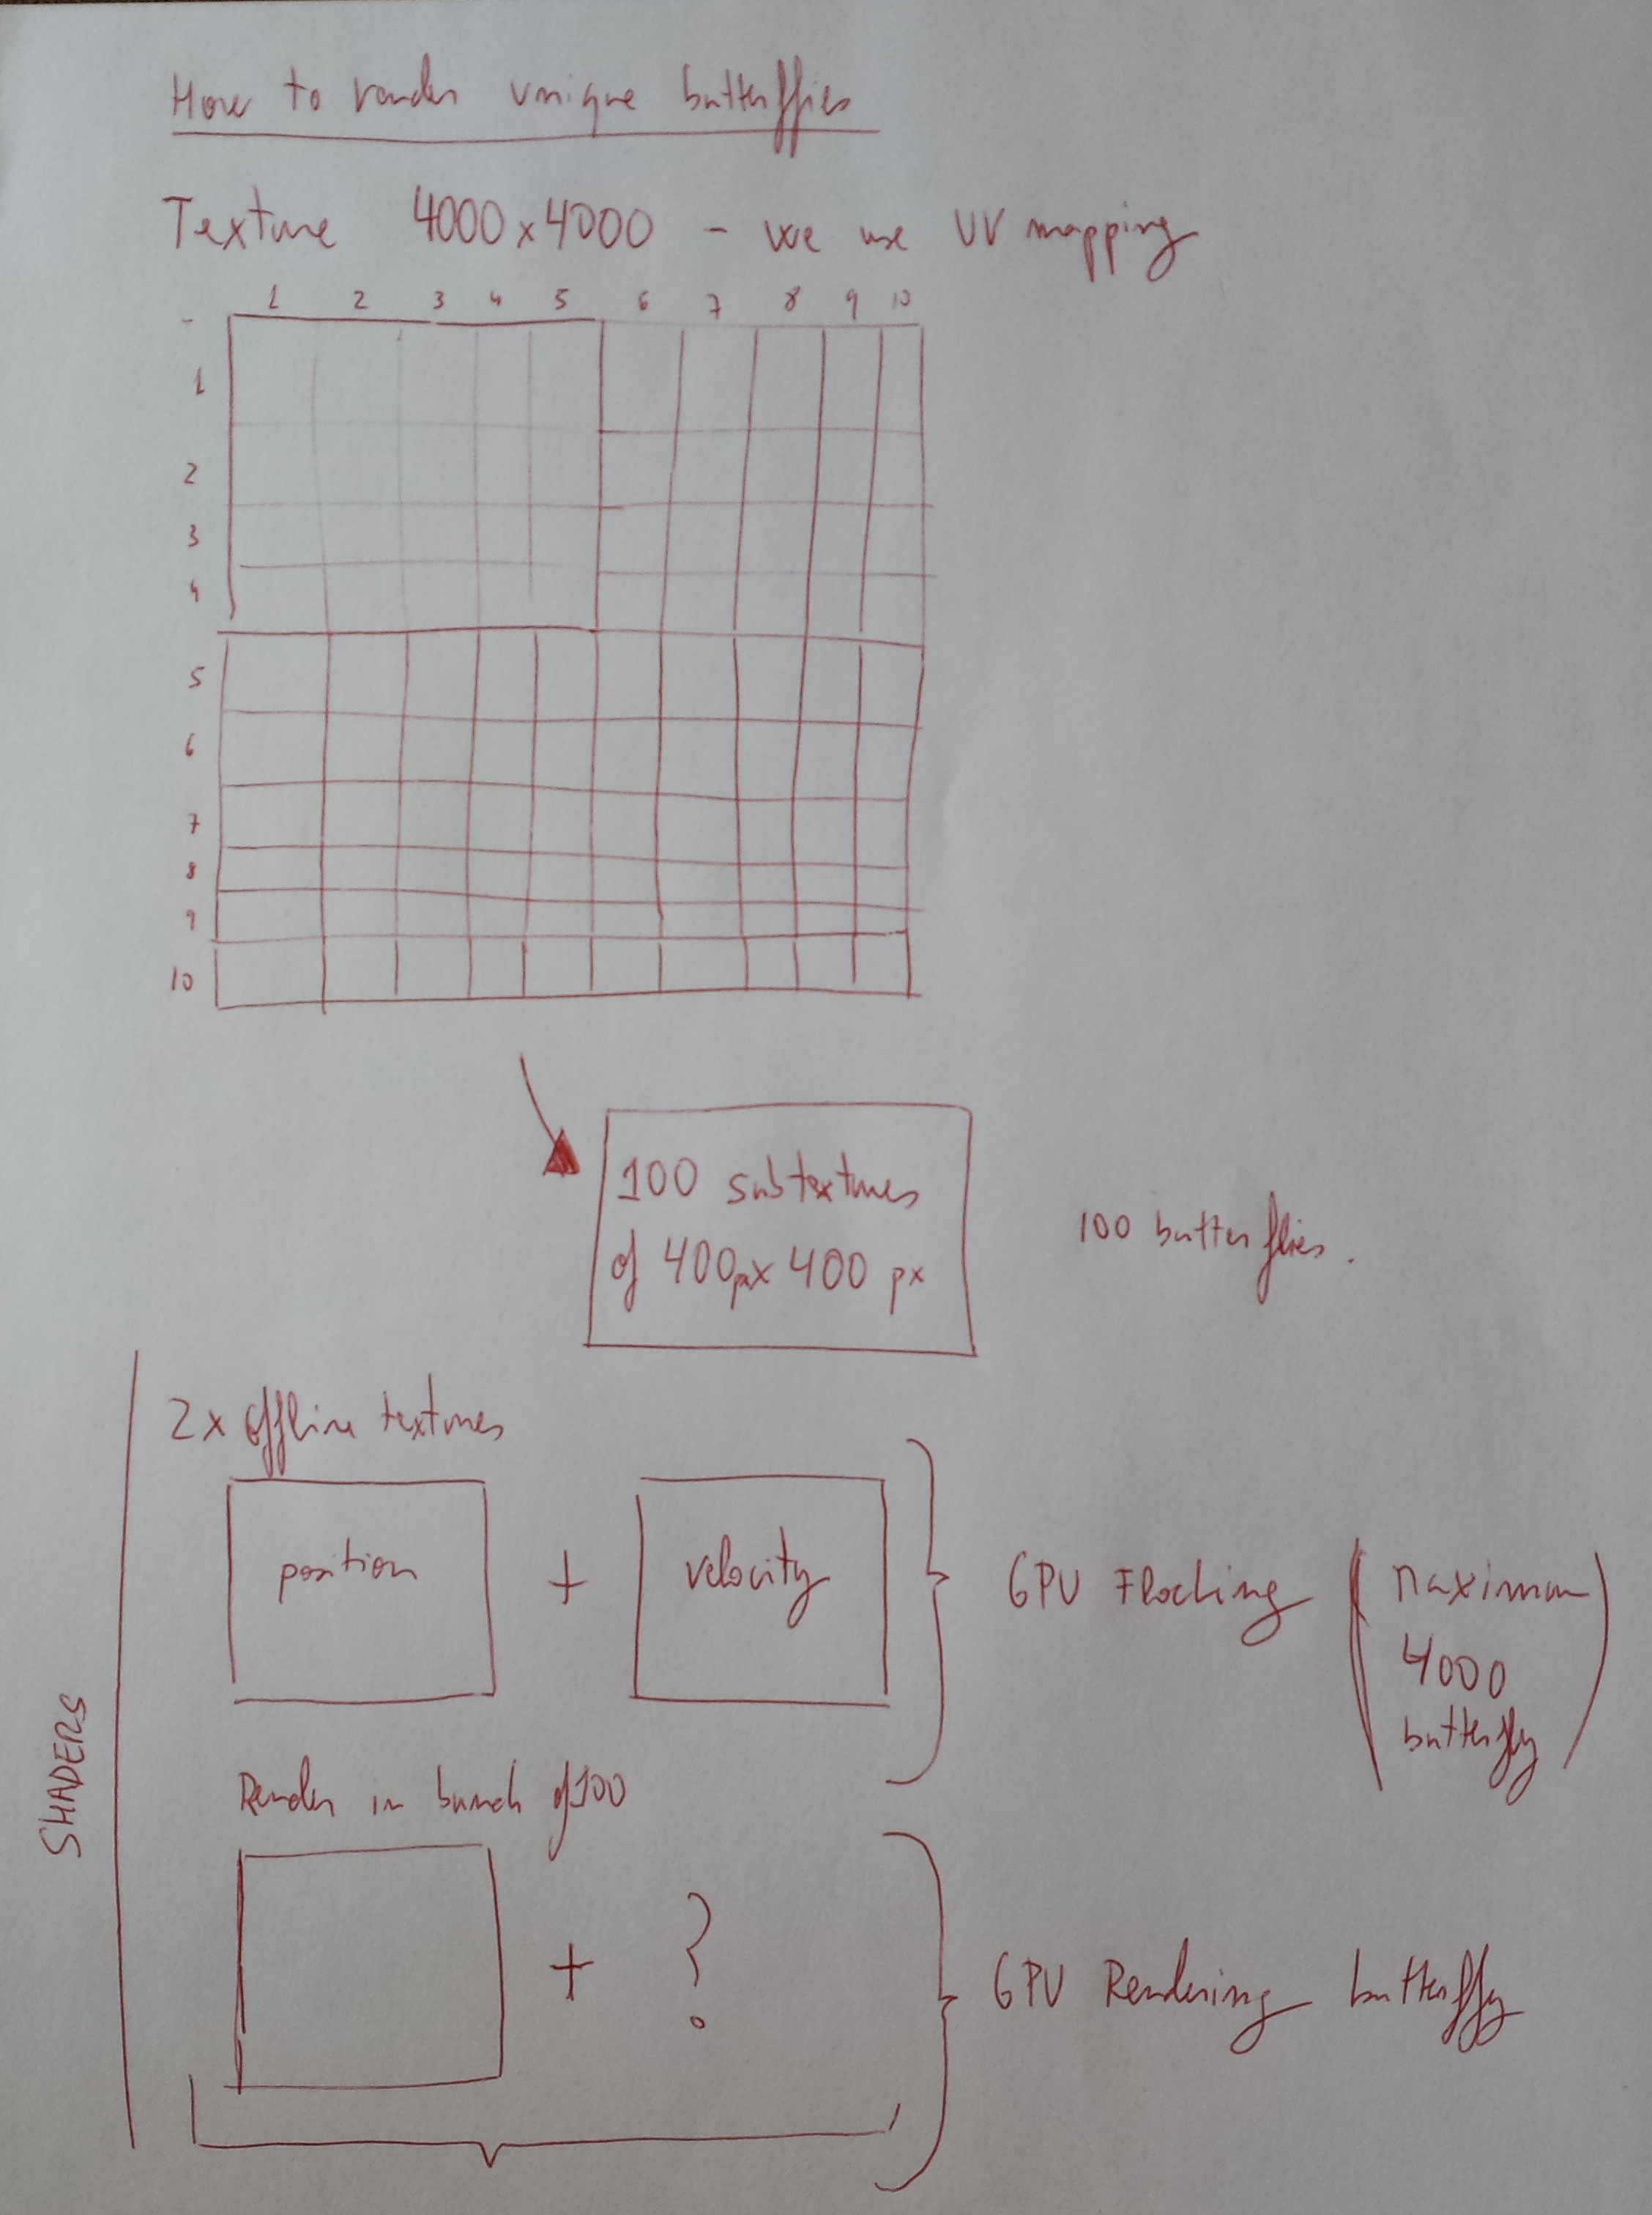 How to render unique butterflies
Texture 4000x4000 - we use UV mapping
1 2 3 4 5 6 7 8 9 10
1
2
3
4
5
6
7
8
9
10
100 subtextures
of 400px x 400 px
100 butterflies.
2x offline textures
position + velocity
GPU Flocking (maximum
4000
butterfly)
Render in bunch of 100
+ ?
GPU Rendering butterfly
SHADERS